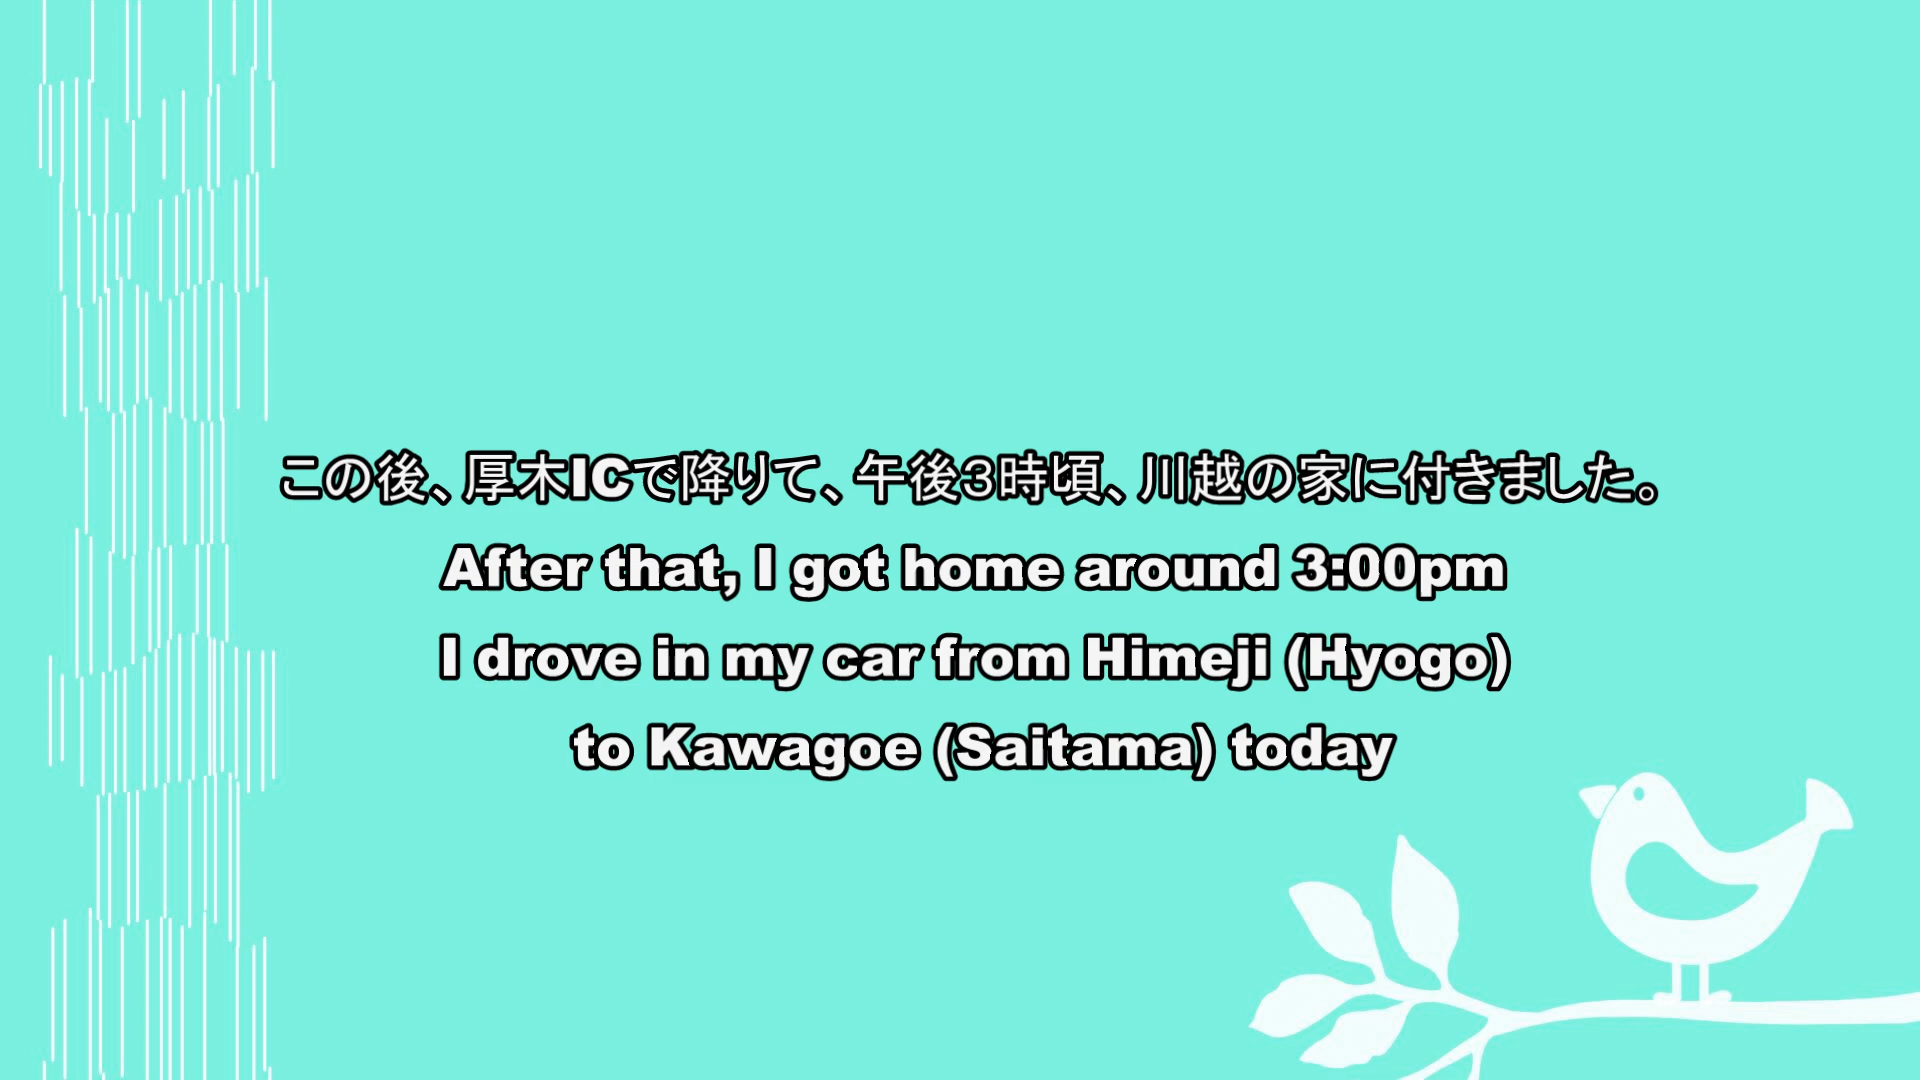 この後、厚木ICで降りて、午後３時頃、川越の家に付きました。
After that, I got home around 3:00pm
I drove in my car from Himeji (Hyogo)
to Kawagoe (Saitama) today